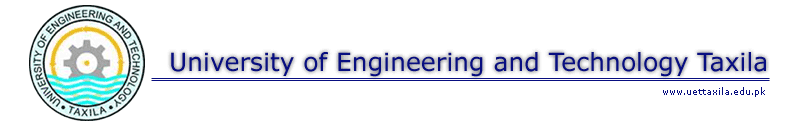 UNIVERSITY OF ENGINEERING AND TECHNOLOGY
• TAXILA •
University of Engineering and Technology Taxila
www.uettaxila.edu.pk